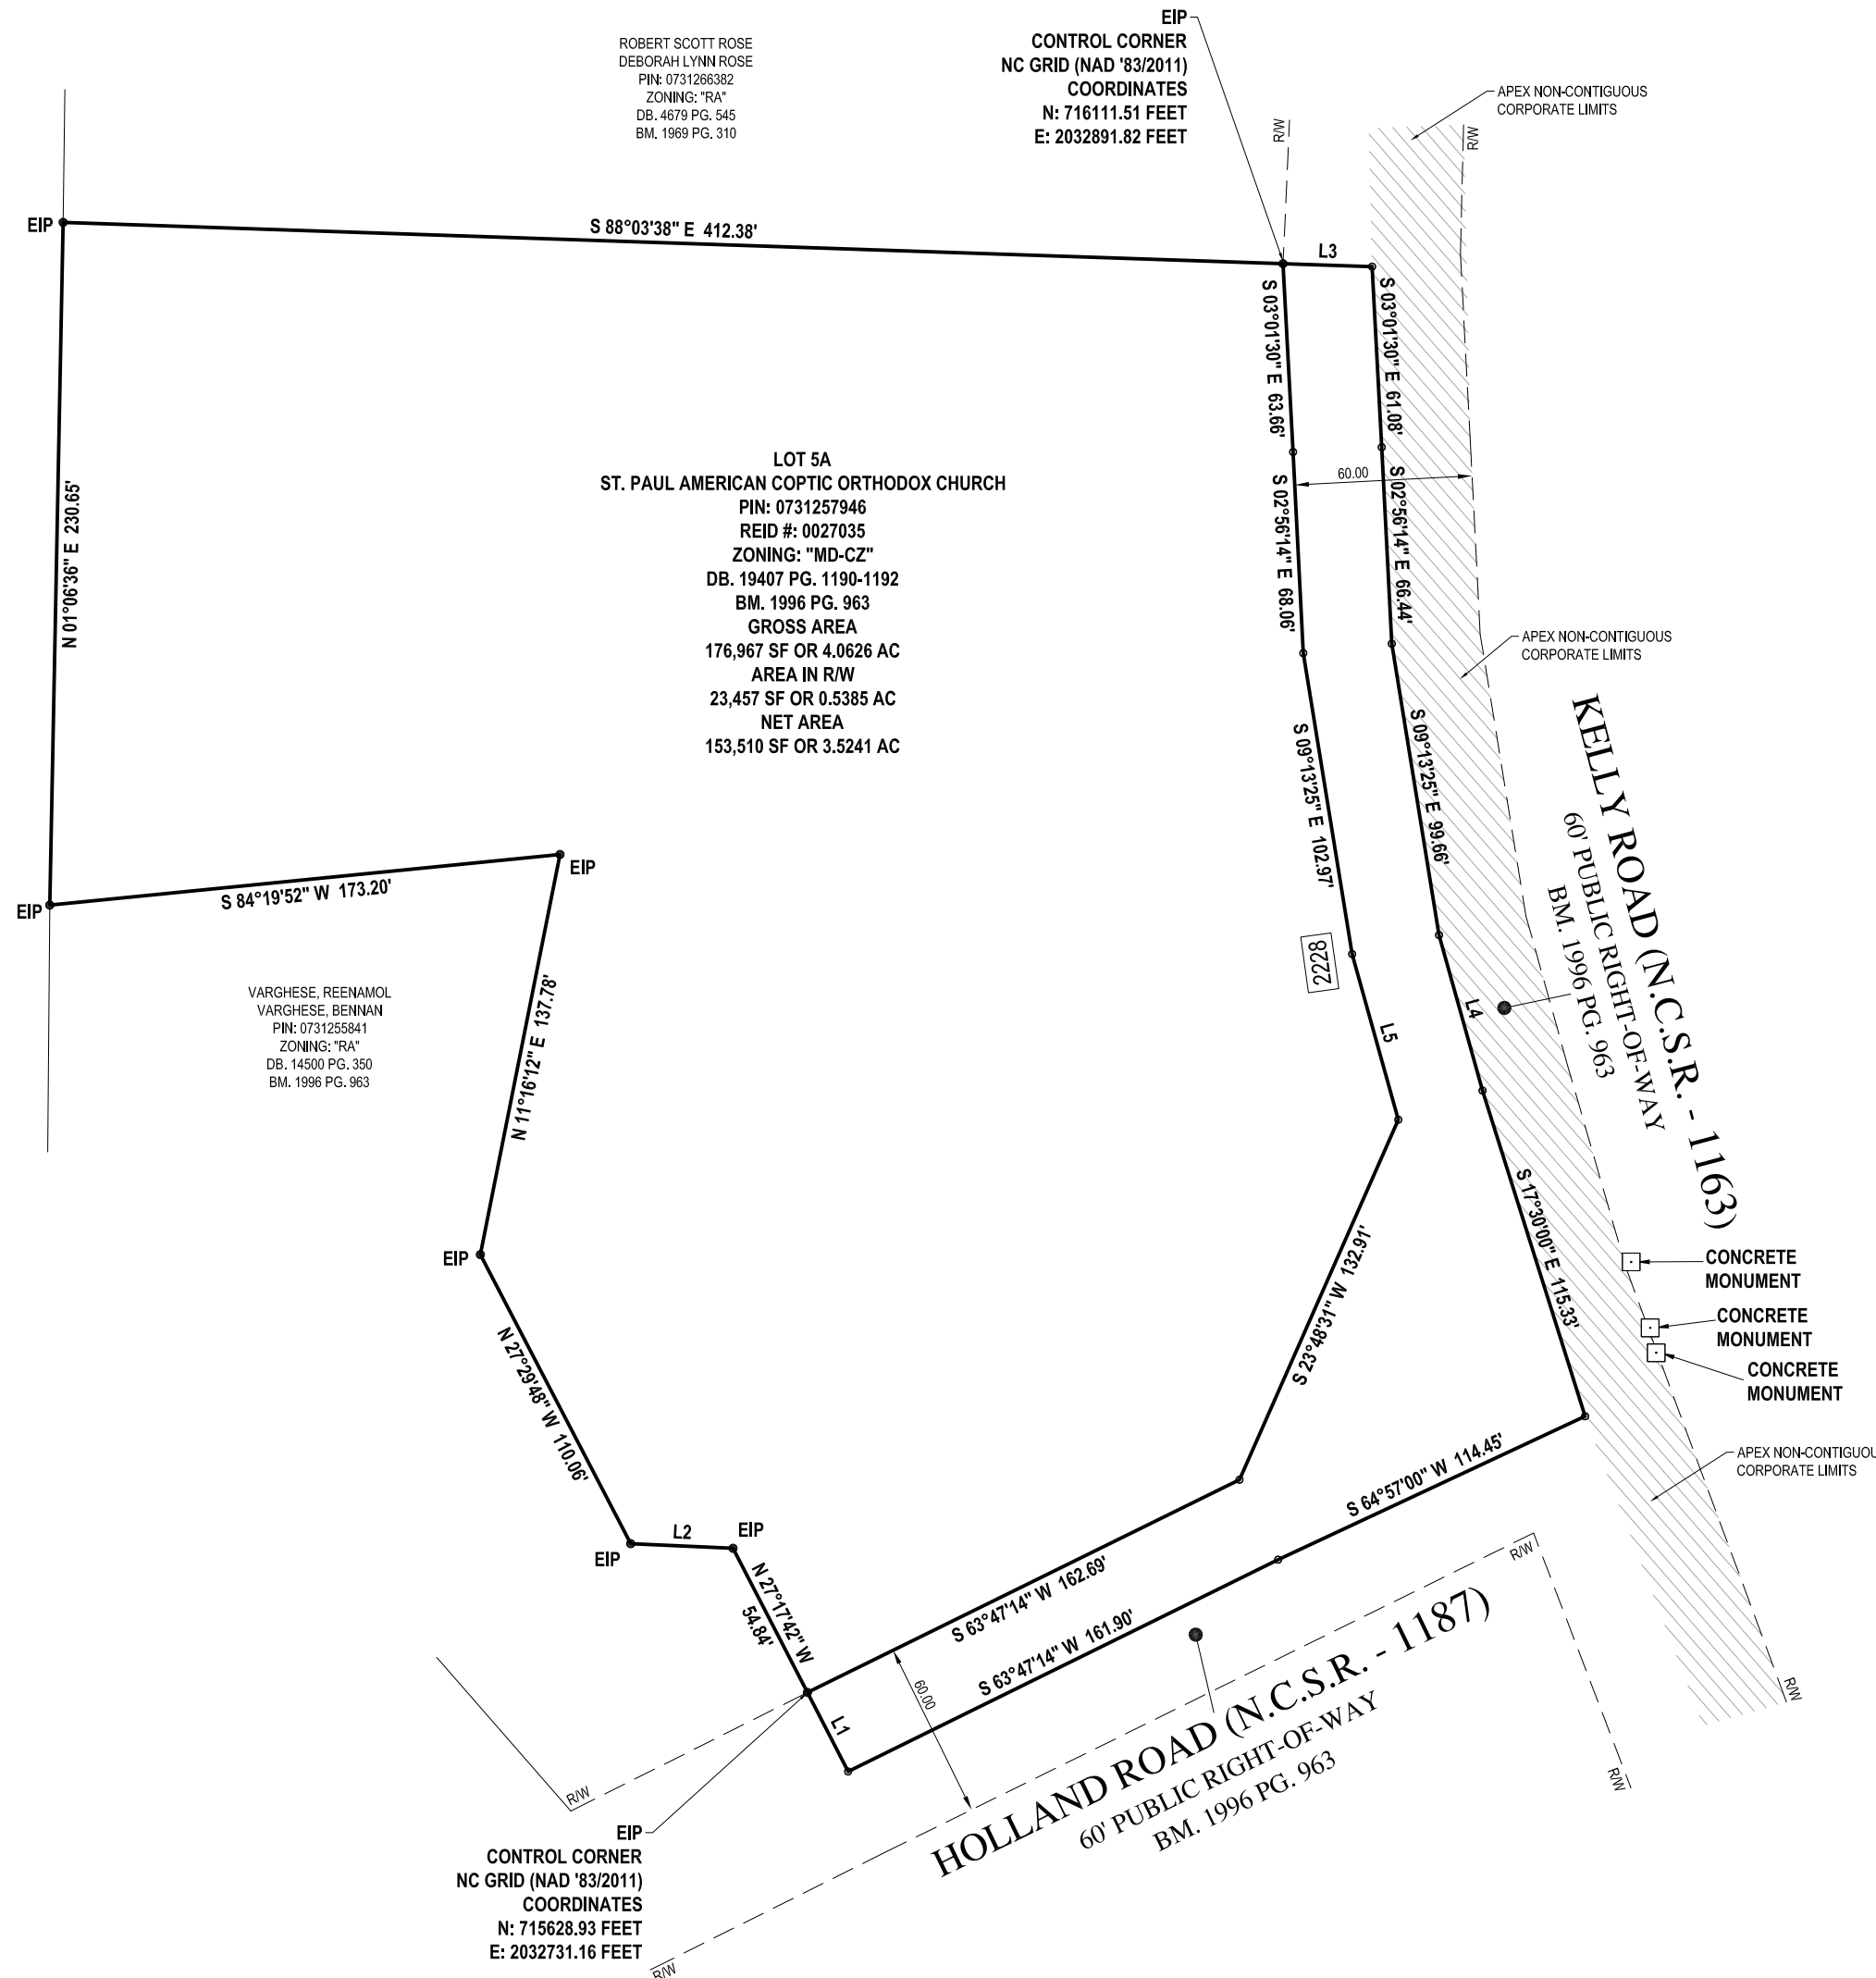 ROBERT SCOTT ROSE
DEBORAH LYNN ROSE
PIN: 0731266382
ZONING: "RA"
DB. 4679 PG. 545
BM. 1969 PG. 310
EIP
CONTROL CORNER
NC GRID (NAD '83/2011)
COORDINATES
N: 716111.51 FEET
E: 2032891.82 FEET
R/W
APEX NON-CONTIGUOUS
CORPORATE LIMITS
R/W
EIP
S 88°03'38" E 412.38'
L3
S 03°01'30" E 63.66'
S 03°01'30" E 61.08'
N 01°06'36" E 230.65'
LOT 5A
ST. PAUL AMERICAN COPTIC ORTHODOX CHURCH
PIN: 0731257946
REID #: 0027035
ZONING: "MD-CZ"
DB. 19407 PG. 1190-1192
BM. 1996 PG. 963
GROSS AREA
176,967 SF OR 4.0626 AC
AREA IN R/W
23,457 SF OR 0.5385 AC
NET AREA
153,510 SF OR 3.5241 AC
60.00
S 02°56'14" E 68.06'
S 02°56'14" E 66.44'
APEX NON-CONTIGUOUS
CORPORATE LIMITS
S 09°13'25" E 102.97'
S 09°13'25" E 99.66'
KELLY ROAD (N.C.S.R. - 1163)
60' PUBLIC RIGHT-OF-WAY
BM. 1996 PG. 963
EIP
S 84°19'52" W 173.20'
EIP
2228
L4
L5
VARGHESE, REENAMOL
VARGHESE, BENNAN
PIN: 0731255841
ZONING: "RA"
DB. 14500 PG. 350
BM. 1996 PG. 963
N 11°16'12" E 137.78'
EIP
S 17°30'00" E 115.33'
CONCRETE
MONUMENT
CONCRETE
MONUMENT
CONCRETE
MONUMENT
S 23°48'31" W 132.91'
N 27°29'48" W 110.06'
S 64°57'00" W 114.45'
APEX NON-CONTIGUOU
CORPORATE LIMITS
L2
EIP
EIP
N 27°17'42" W
54.84'
S 63°47'14" W 162.69'
S 63°47'14" W 161.90'
R/W
R/W
60.00
L1
R/W
R/W
HOLLAND ROAD (N.C.S.R. - 1187)
60' PUBLIC RIGHT-OF-WAY
BM. 1996 PG. 963
EIP
CONTROL CORNER
NC GRID (NAD '83/2011)
COORDINATES
N: 715628.93 FEET
E: 2032731.16 FEET
R/W